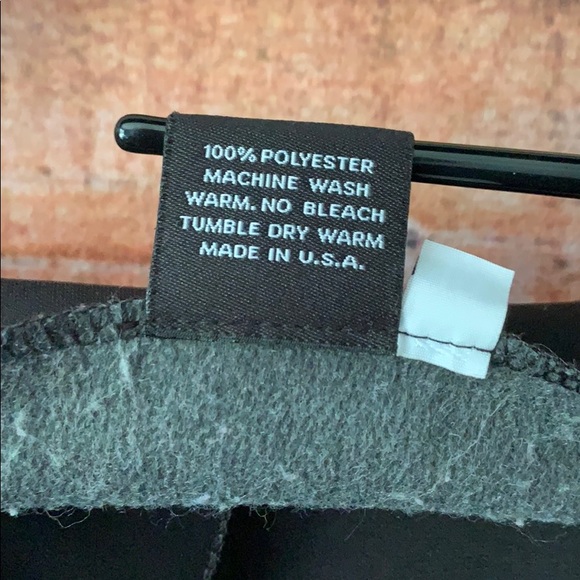 100% POLYESTER
MACHINE WASH
WARM. NO BLEACH
TUMBLE DRY WARM
MADE IN U.S.A.